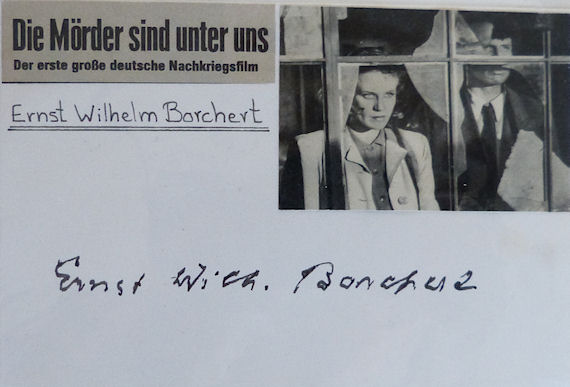 Die Mörder sind unter uns
Der erste große deutsche Nachkriegsfilm
Ernst Wilhelm Borchert
Ernst Wilh. Borchert